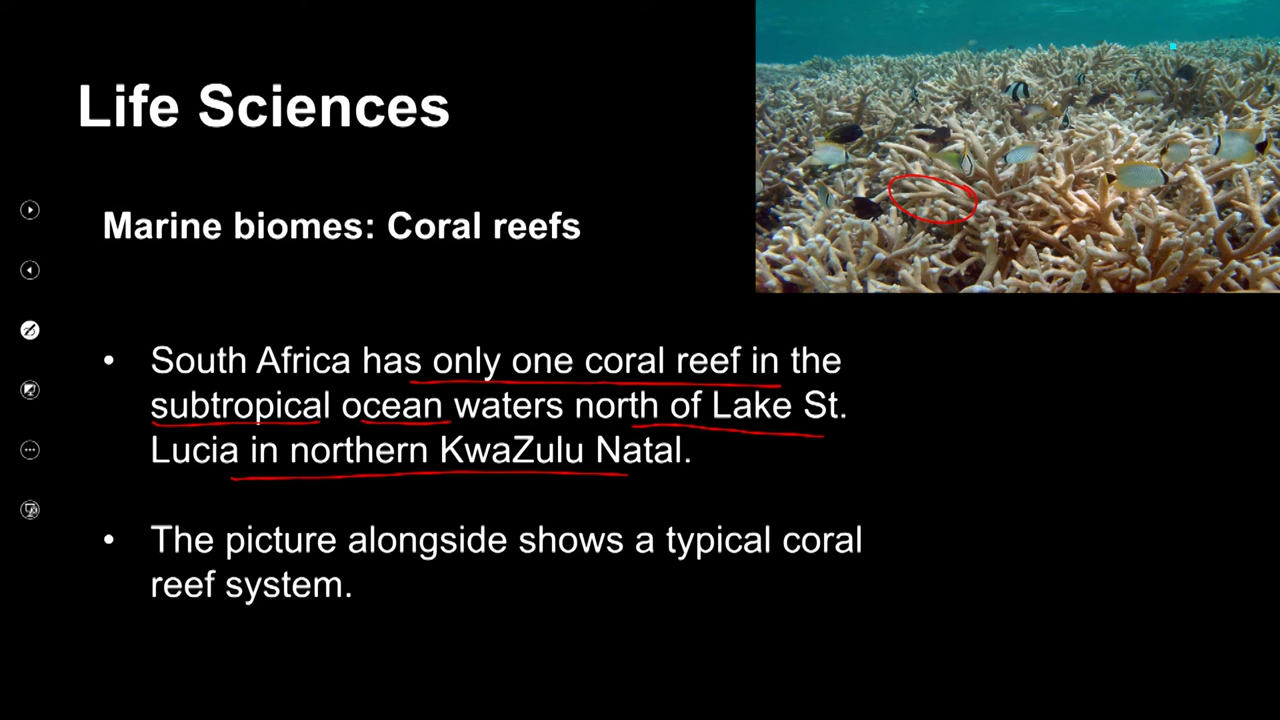 Life Sciences
Marine biomes: Coral reefs
• South Africa has only one coral reef in the
subtropical ocean waters north of Lake St.
Lucia in northern KwaZulu Natal.
• The picture alongside shows a typical coral
reef system.